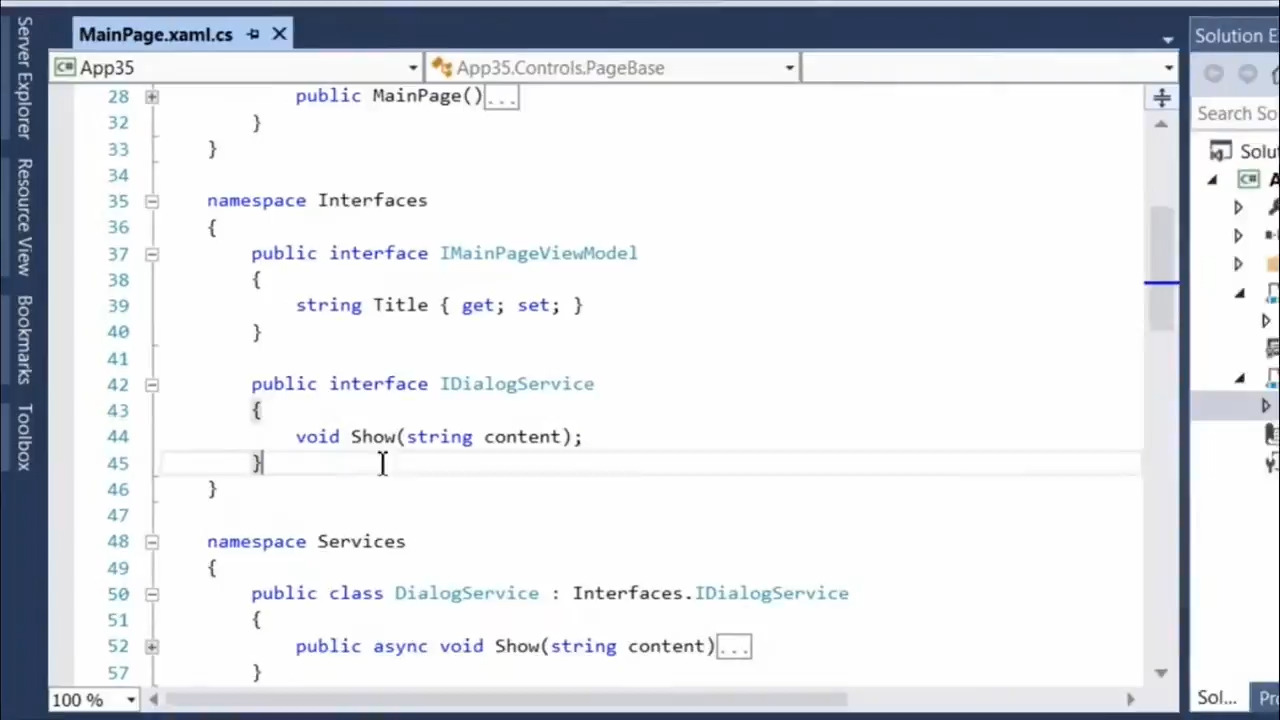 Server Explorer
Resource View
Bookmarks
Toolbox
MainPage.xaml.cs
App35
App35.Controls.PageBase
28 public MainPage()...
32 }
33 }
34
35 namespace Interfaces
36 {
37 public interface IMainPageViewModel
38 {
39 string Title { get; set; }
40 }
41
42 public interface IDialogService
43 {
44 void Show(string content);
45 }
46 }
47
48 namespace Services
49 {
50 public class DialogService : Interfaces.IDialogService
51 {
52 public async void Show(string content)...
57 }
100 %
Solution E
Search So
Solu
C#
Sol...
Pr